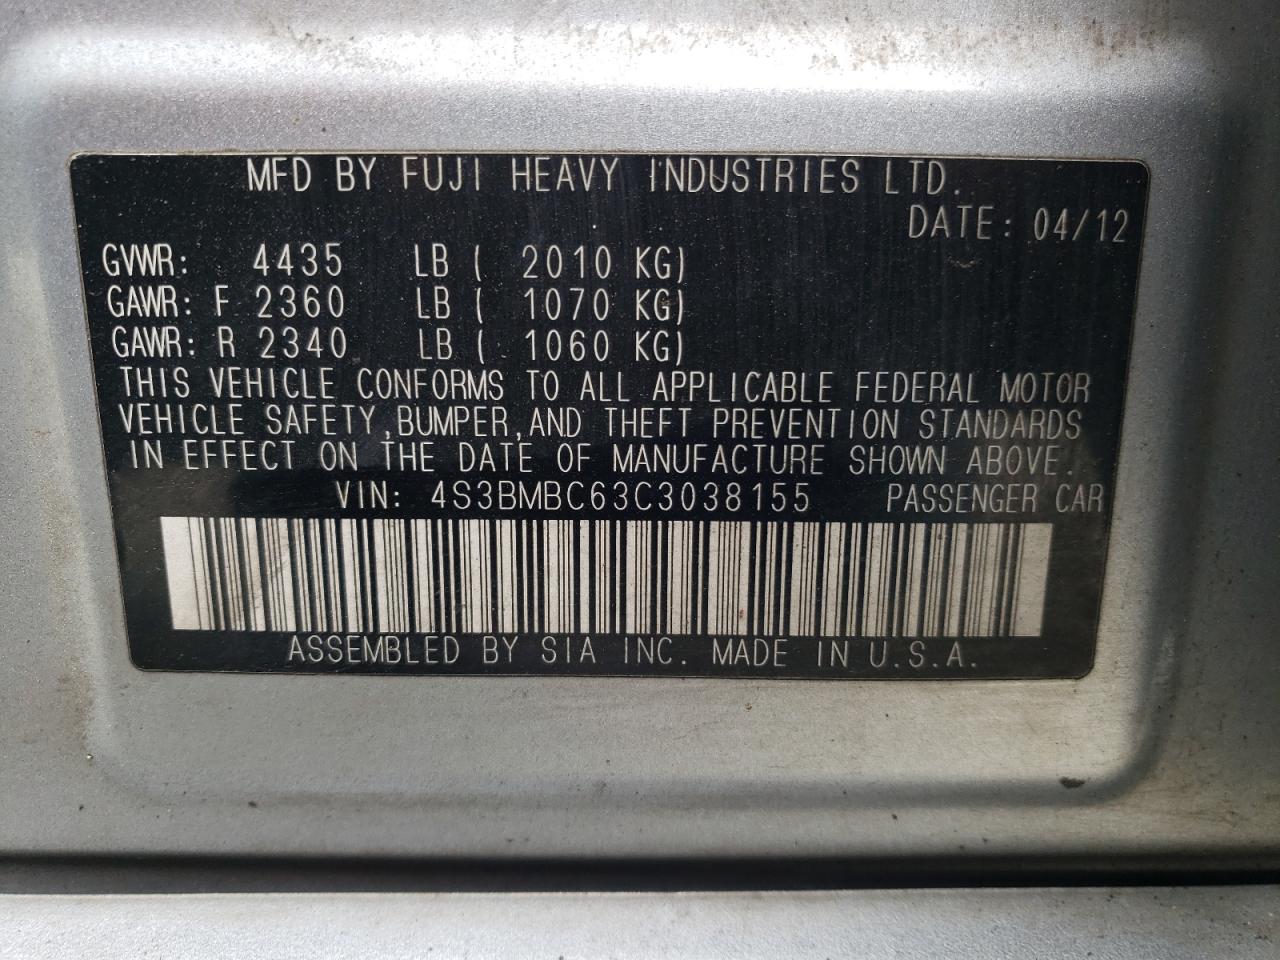 MFD BY FUJI HEAVY INDUSTRIES LTD.
DATE: 04/12
GVWR: 4435 LB ( 2010 KG)
GAWR: F 2360 LB ( 1070 KG)
GAWR: R 2340 LB ( 1060 KG)
THIS VEHICLE CONFORMS TO ALL APPLICABLE FEDERAL MOTOR
VEHICLE SAFETY,BUMPER,AND THEFT PREVENTION STANDARDS
IN EFFECT ON THE DATE OF MANUFACTURE SHOWN ABOVE.
VIN: 4S3BMBC63C3038155 PASSENGER CAR
ASSEMBLED BY SIA INC. MADE IN U.S.A.